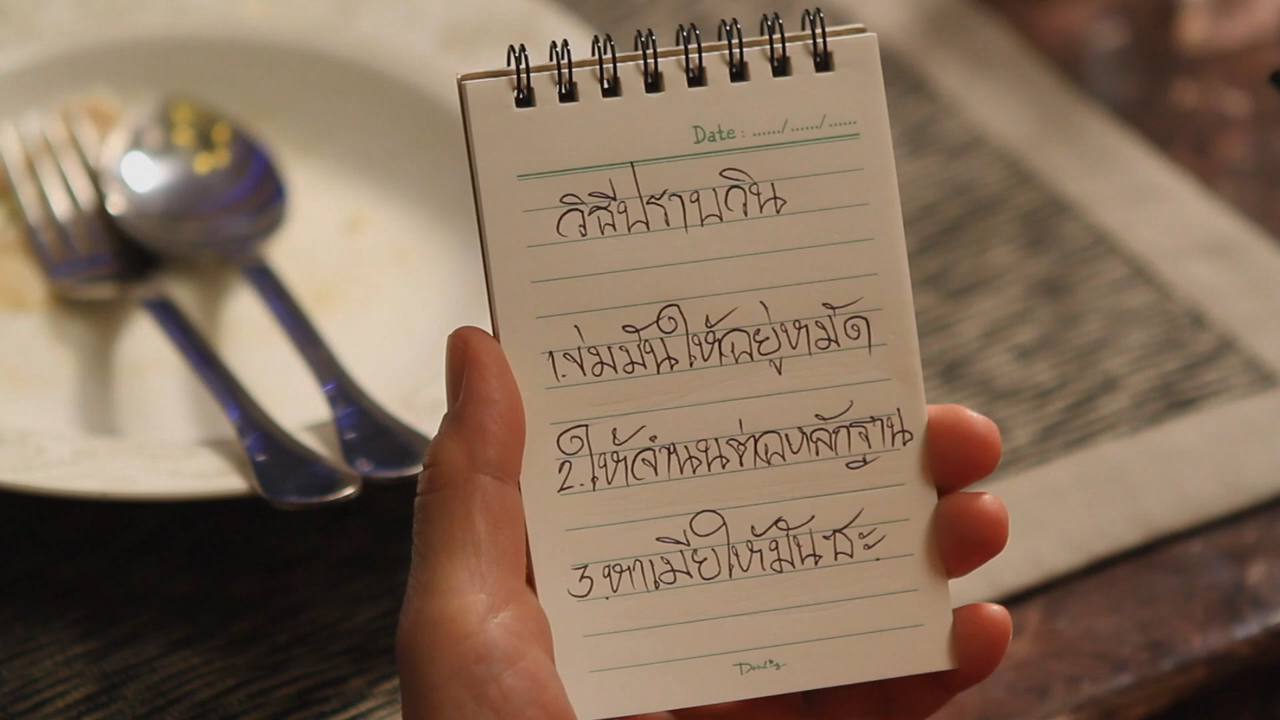 Date : ....../....../......
วิธีปราบวิน
1.ข่มมันให้อยู่หมัด
2.ให้จำนนต่อหลักฐาน
3.หาเมียให้มันซะ